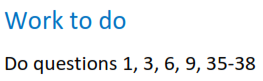 Work to do
Do questions 1, 3, 6, 9, 35-38